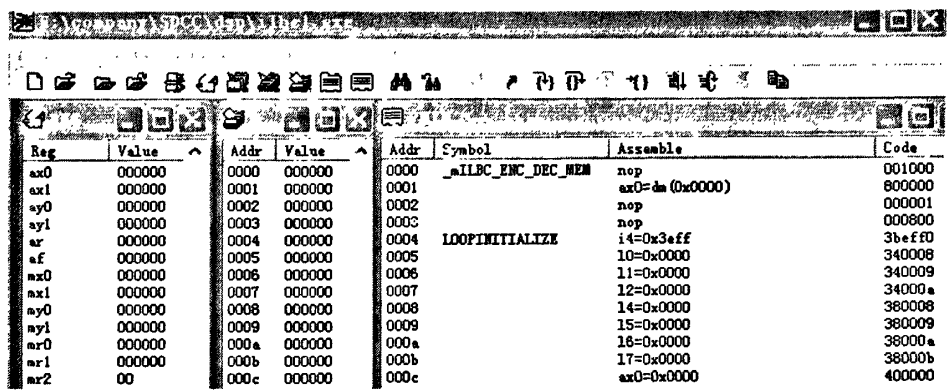 E:\company\SPCC\dsp\ilbcl.exe
Reg Value Addr Value Addr Symbol Assemble Code
ax0 000000 0000 000000 0000 _mILBC_ENC_DEC_MEM nop 001000
ax1 000000 0001 000000 0001 ax0=dm(0x0000) 800000
ay0 000000 0002 000000 0002 nop 000001
ay1 000000 0003 000000 0003 nop 000800
ar 000000 0004 000000 0004 LOOPINITIALIZE i4=0x3eff 3beff0
af 000000 0005 000000 0005 l0=0x0000 340008
mx0 000000 0006 000000 0006 l1=0x0000 340009
mx1 000000 0007 000000 0007 l2=0x0000 34000a
my0 000000 0008 000000 0008 l4=0x0000 380008
my1 000000 0009 000000 0009 l5=0x0000 380009
mr0 000000 000a 000000 000a l6=0x0000 38000a
mr1 000000 000b 000000 000b l7=0x0000 38000b
mr2 00 000c 000000 000c ax0=0x0000 400000